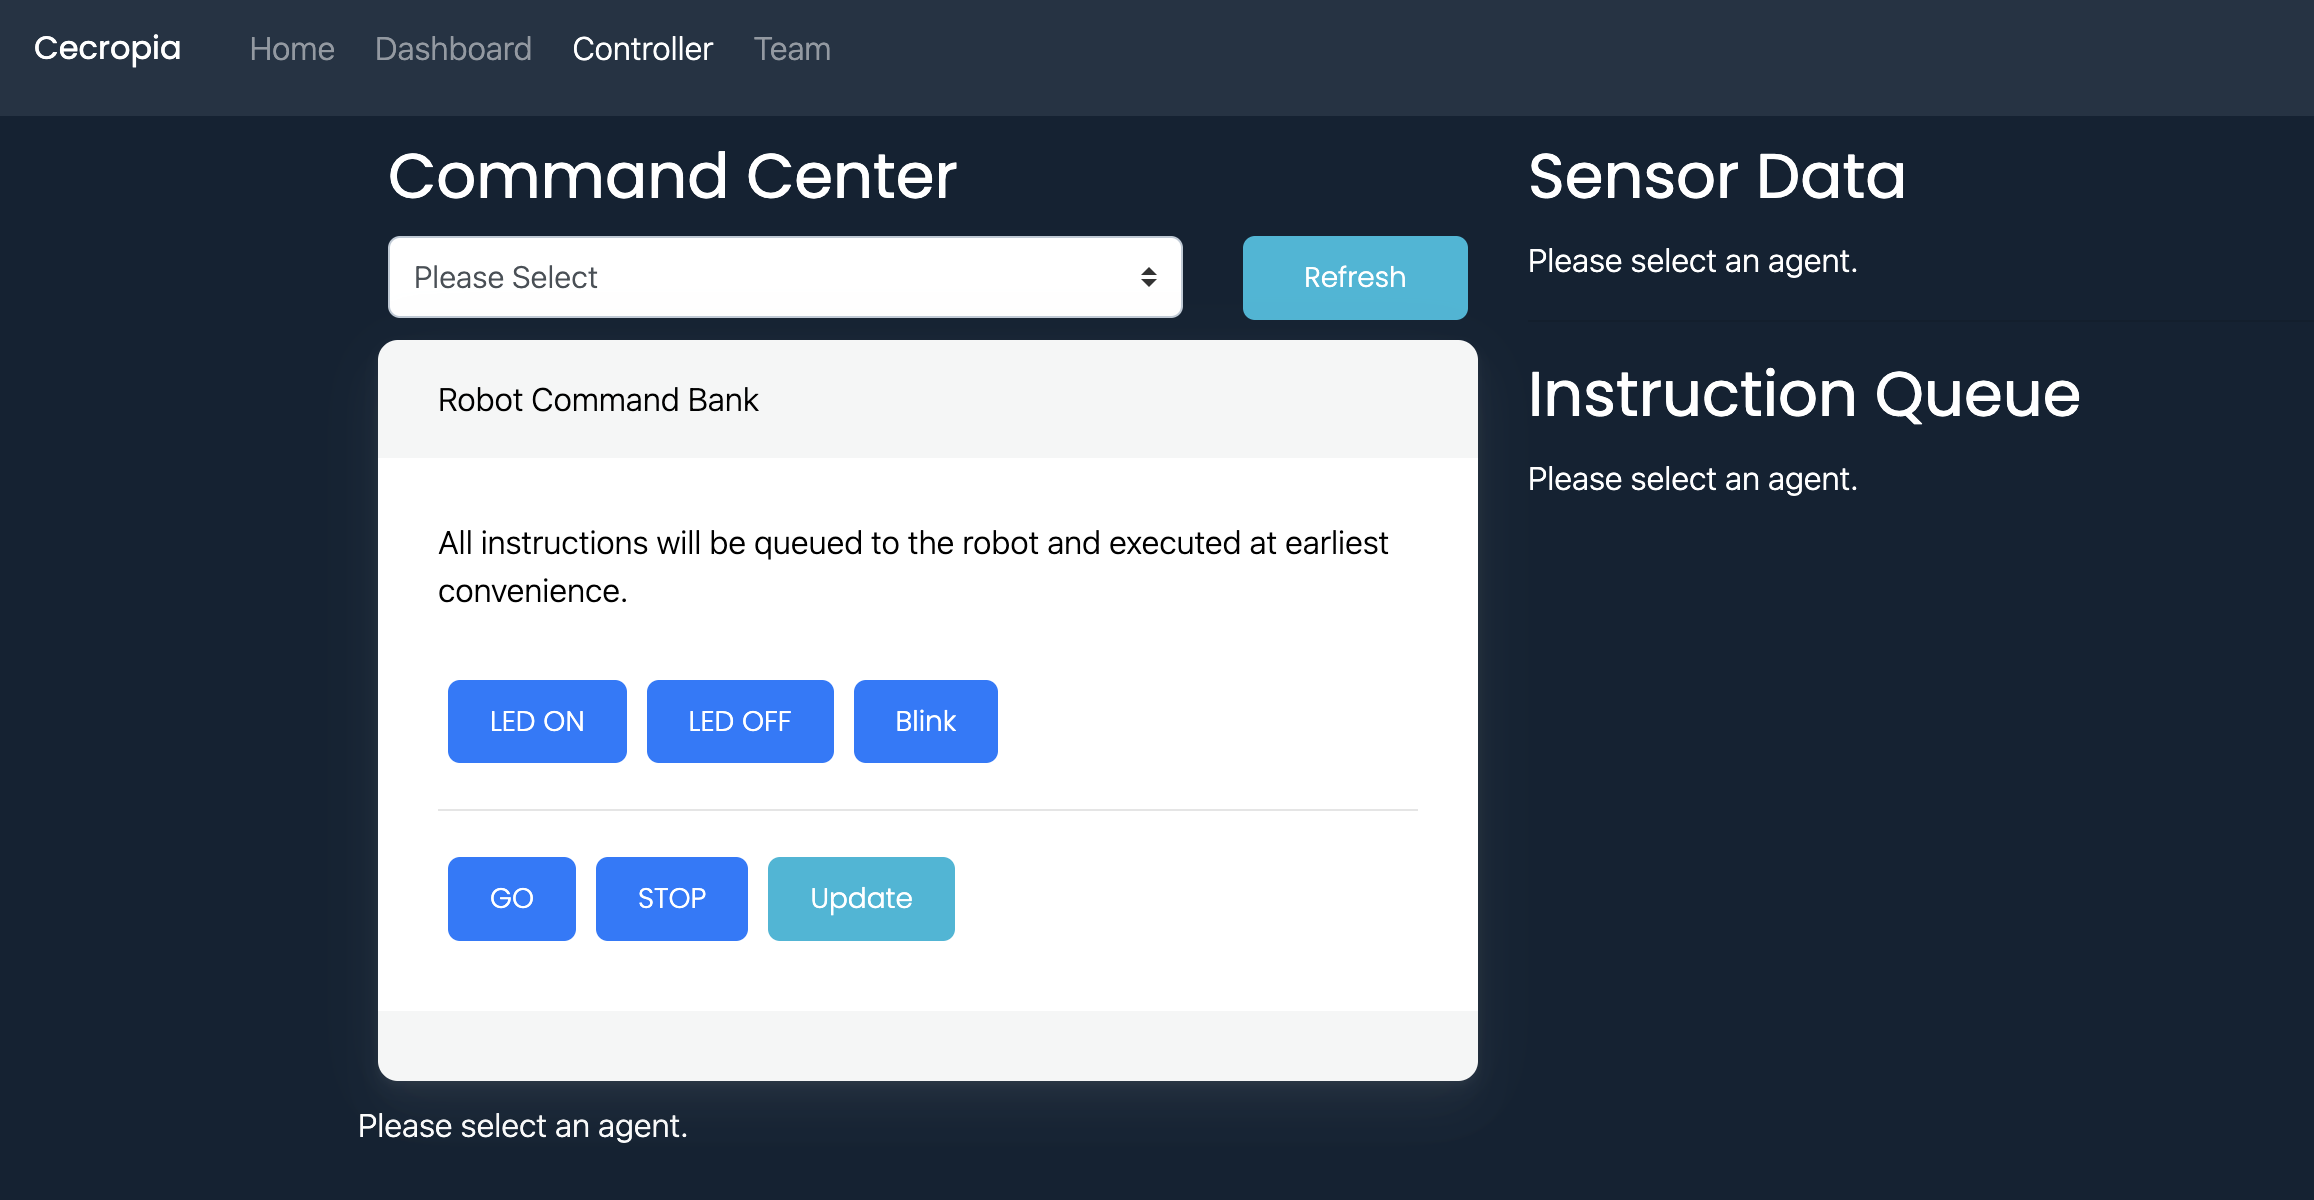 Cecropia Home Dashboard Controller Team
Command Center
Please Select
Refresh
Robot Command Bank
All instructions will be queued to the robot and executed at earliest
convenience.
LED ON LED OFF Blink
GO STOP Update
Please select an agent.
Sensor Data
Please select an agent.
Instruction Queue
Please select an agent.